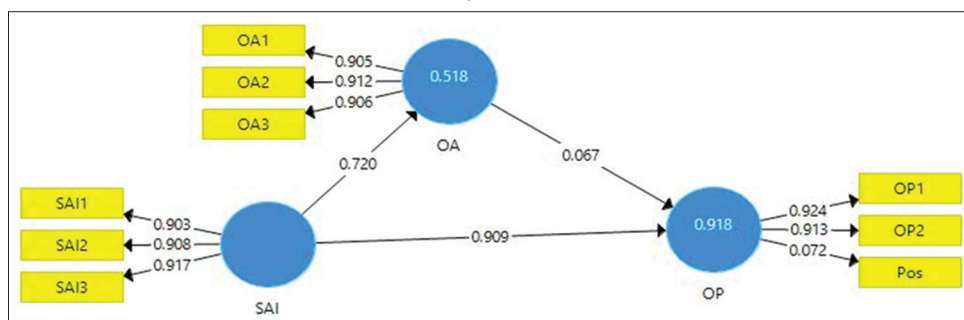 OA1
OA2
OA3
0.905
0.912
0.906
0.518
OA
0.720
0.067
SAI1
SAI2
SAI3
0.903
0.908
0.917
SAI
0.909
0.918
OP
0.924
0.913
0.072
OP1
OP2
Pos